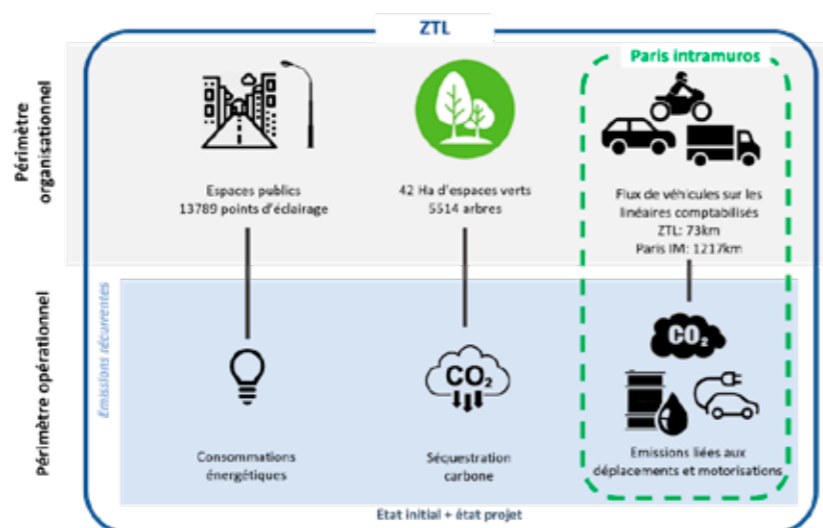 ZTL
Paris intramuros
Périmètre
organisationnel
Espaces publics
13789 points d'éclairage
42 Ha d'espaces verts
5514 arbres
Flux de véhicules sur les
linéaires comptabilisés
ZTL: 73km
Paris IM: 1217km
Périmètre opérationnel
Emissions récurrentes
CO₂
CO₂
Consommations
énergétiques
Séquestration
carbone
Emissions liées aux
déplacements et motorisations
Etat initial + état projet